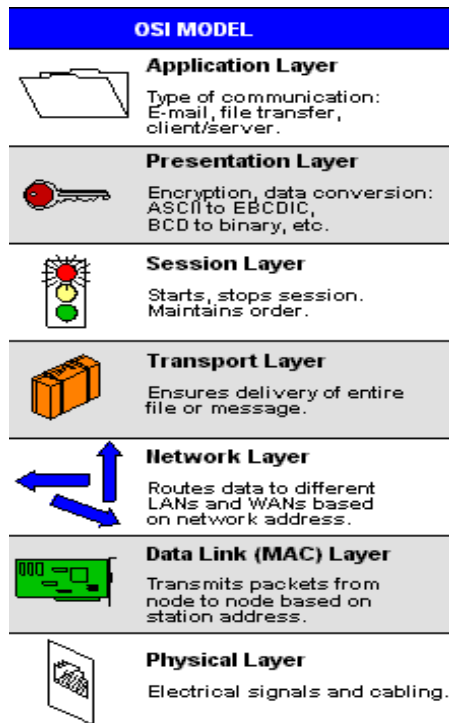 OSI MODEL
Application Layer
Type of communication:
E-mail, file transfer,
client/server.
Presentation Layer
Encryption, data conversion:
ASCII to EBCDIC,
BCD to binary, etc.
Session Layer
Starts, stops session.
Maintains order.
Transport Layer
Ensures delivery of entire
file or message.
Network Layer
Routes data to different
LANs and WANs based
on network address.
Data Link (MAC) Layer
Transmits packets from
node to node based on
station address.
Physical Layer
Electrical signals and cabling.